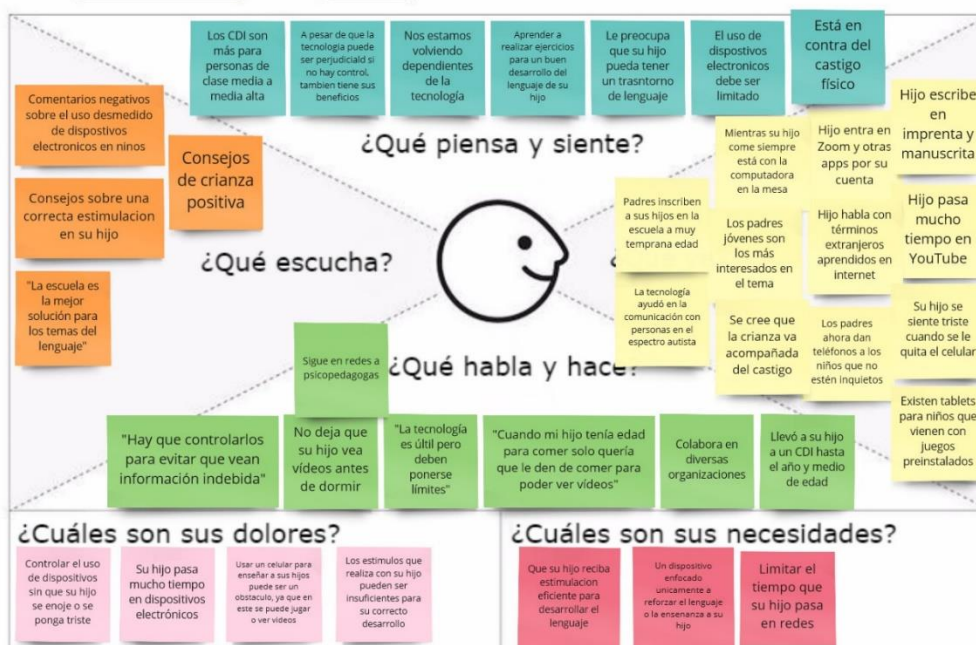 Los CDI son
más para
personas de
clase media a
media alta
A pesar de que la
tecnologia puede
ser perjudiciald si
no hay control,
tambien tiene sus
beneficios
Nos estamos
volviendo
dependientes
de la
tecnología
Aprender a
realizar ejercicios
para un buen
desarrollo del
lenguaje de su
hijo
Le preocupa
que su hijo
pueda tener
un trasntorno
de lenguaje
El uso de
dispostivos
electronicos
debe ser
limitado
Está en
contra del
castigo
físico
¿Qué piensa y siente?
Comentarios negativos
sobre el uso desmedido
de dispostivos
electronicos en ninos
Consejos
de crianza
positiva
Consejos sobre una
correcta estimulacion
en su hijo
"La escuela es
la mejor
solución para
los temas del
lenguaje"
¿Qué escucha?
Mientras su hijo
come siempre
está con la
computadora
en la mesa
Hijo entra en
Zoom y otras
apps por su
cuenta
Hijo escribe
en
imprenta y
manuscrita
Padres inscriben
a sus hijos en la
escuela a muy
temprana edad
Los padres
jóvenes son
los más
interesados en
el tema
Hijo habla con
términos
extranjeros
aprendidos en
internet
Hijo pasa
mucho
tiempo en
YouTube
La tecnología
ayudó en la
comunicación con
personas en el
espectro autista
Se cree que
la crianza va
acompañada
del castigo
Los padres
ahora dan
teléfonos a los
niños que no
estén inquietos
Su hijo se
siente triste
cuando se le
quita el celular
Existen tablets
para niños que
vienen con
juegos
preinstalados
¿Qué habla y hace?
Sigue en redes a
psicopedagogas
"Hay que controlarlos
para evitar que vean
información indebida"
No deja que
su hijo vea
vídeos antes
de dormir
"La tecnología
es últil pero
deben
ponerse
límites"
"Cuando mi hijo tenía edad
para comer solo quería
que le den de comer para
poder ver vídeos"
Colabora en
diversas
organizaciones
Llevó a su hijo
a un CDI hasta
el año y medio
de edad
¿Cuáles son sus dolores?
Controlar el uso
de dispositivos
sin que su hijo
se enoje o se
ponga triste
Su hijo pasa
mucho tiempo
en dispositivos
electrónicos
Usar un celular para
enseñar a sus hijos
puede ser un
obstaculo, ya que en
este se puede jugar
o ver videos
Los estimulos que
realiza con su hijo
pueden ser
insuficientes para
su correcto
desarrollo
¿Cuáles son sus necesidades?
Que su hijo reciba
estimulacion
eficiente para
desarrollar el
lenguaje
Un dispositivo
enfocado
unicamente a
reforzar el lenguaje
o la ensenanza a su
hijo
Limitar el
tiempo que
su hijo pasa
en redes